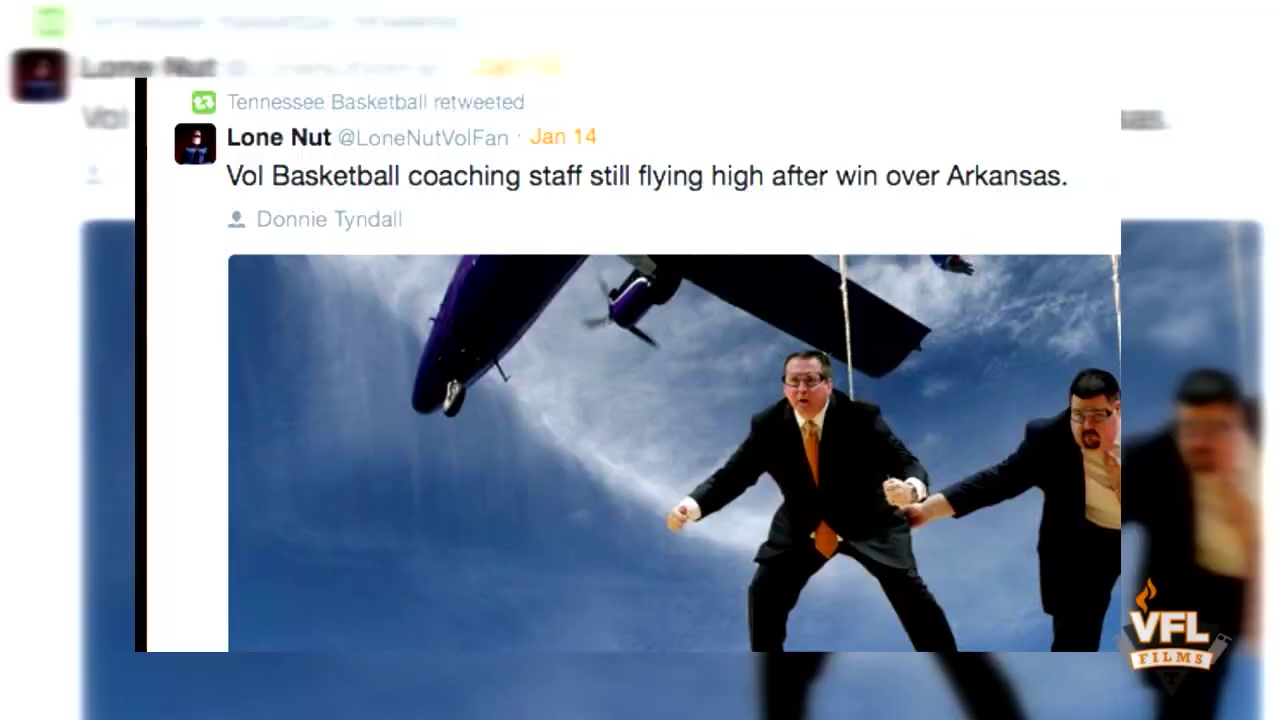 Tennessee Basketball retweeted
Lone Nut @LoneNutVolFan · Jan 14
Vol Basketball coaching staff still flying high after win over Arkansas.
Donnie Tyndall
VFL
FILMS